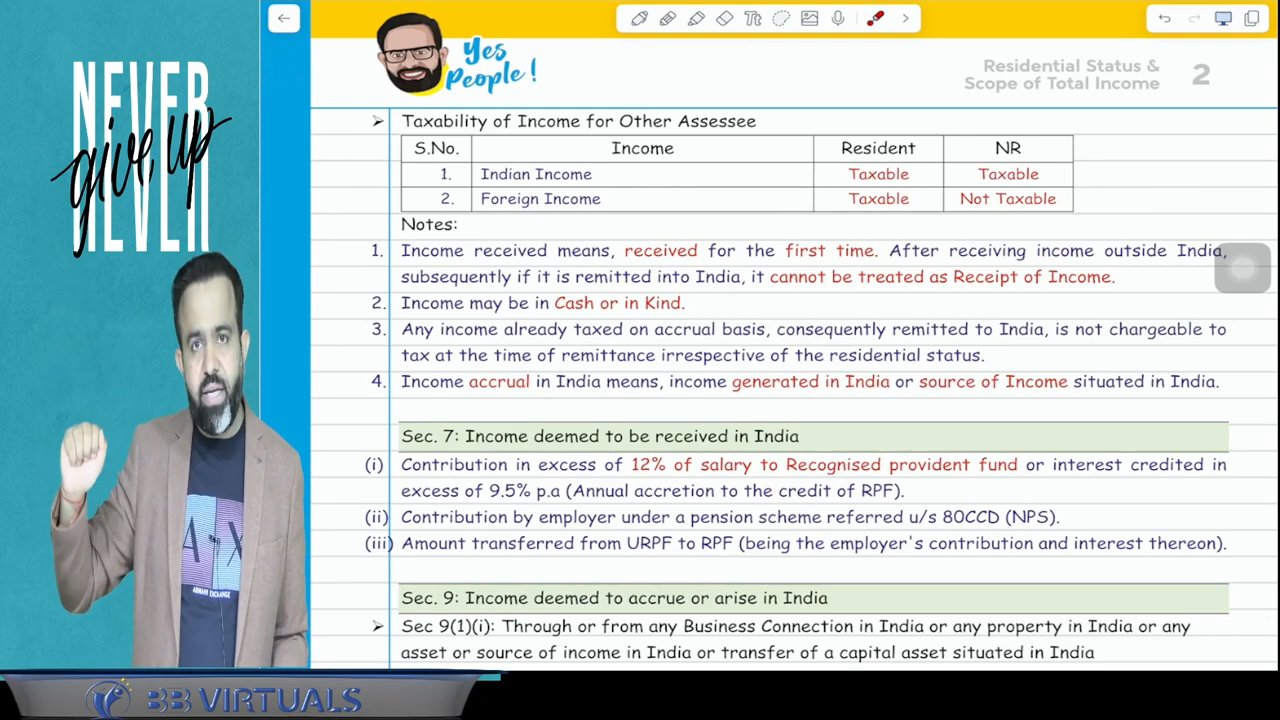 NEVER
give up
NEVER
Yes
People !
Residential Status &
Scope of Total Income
2
➢ Taxability of Income for Other Assessee
S.No. Income Resident NR
1. Indian Income Taxable Taxable
2. Foreign Income Taxable Not Taxable
Notes:
1. Income received means, received for the first time. After receiving income outside India,
subsequently if it is remitted into India, it cannot be treated as Receipt of Income.
2. Income may be in Cash or in Kind.
3. Any income already taxed on accrual basis, consequently remitted to India, is not chargeable to
tax at the time of remittance irrespective of the residential status.
4. Income accrual in India means, income generated in India or source of Income situated in India.
Sec. 7: Income deemed to be received in India
(i) Contribution in excess of 12% of salary to Recognised provident fund or interest credited in
excess of 9.5% p.a (Annual accretion to the credit of RPF).
(ii) Contribution by employer under a pension scheme referred u/s 80CCD (NPS).
(iii) Amount transferred from URPF to RPF (being the employer's contribution and interest thereon).
Sec. 9: Income deemed to accrue or arise in India
➢ Sec 9(1)(i): Through or from any Business Connection in India or any property in India or any
asset or source of income in India or transfer of a capital asset situated in India
Tt
A X
ARMANI EXCHANGE
BB VIRTUALS